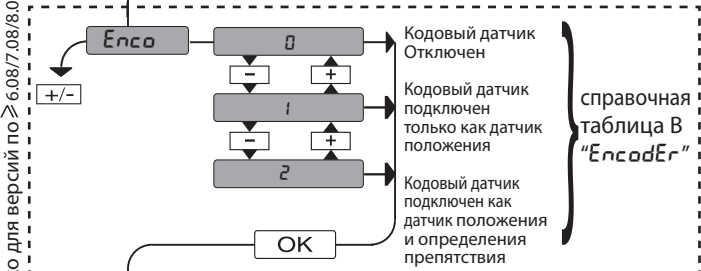 ко для версий по ≥ 6.08/7.08/8.0
Enco
+/-
0
- +
1
- +
2
OK
Кодовый датчик
Отключен
Кодовый датчик
подключен
только как датчик
положения
Кодовый датчик
подключен как
датчик положения
и определения
препятствия
справочная
таблица B
“EncodEr”